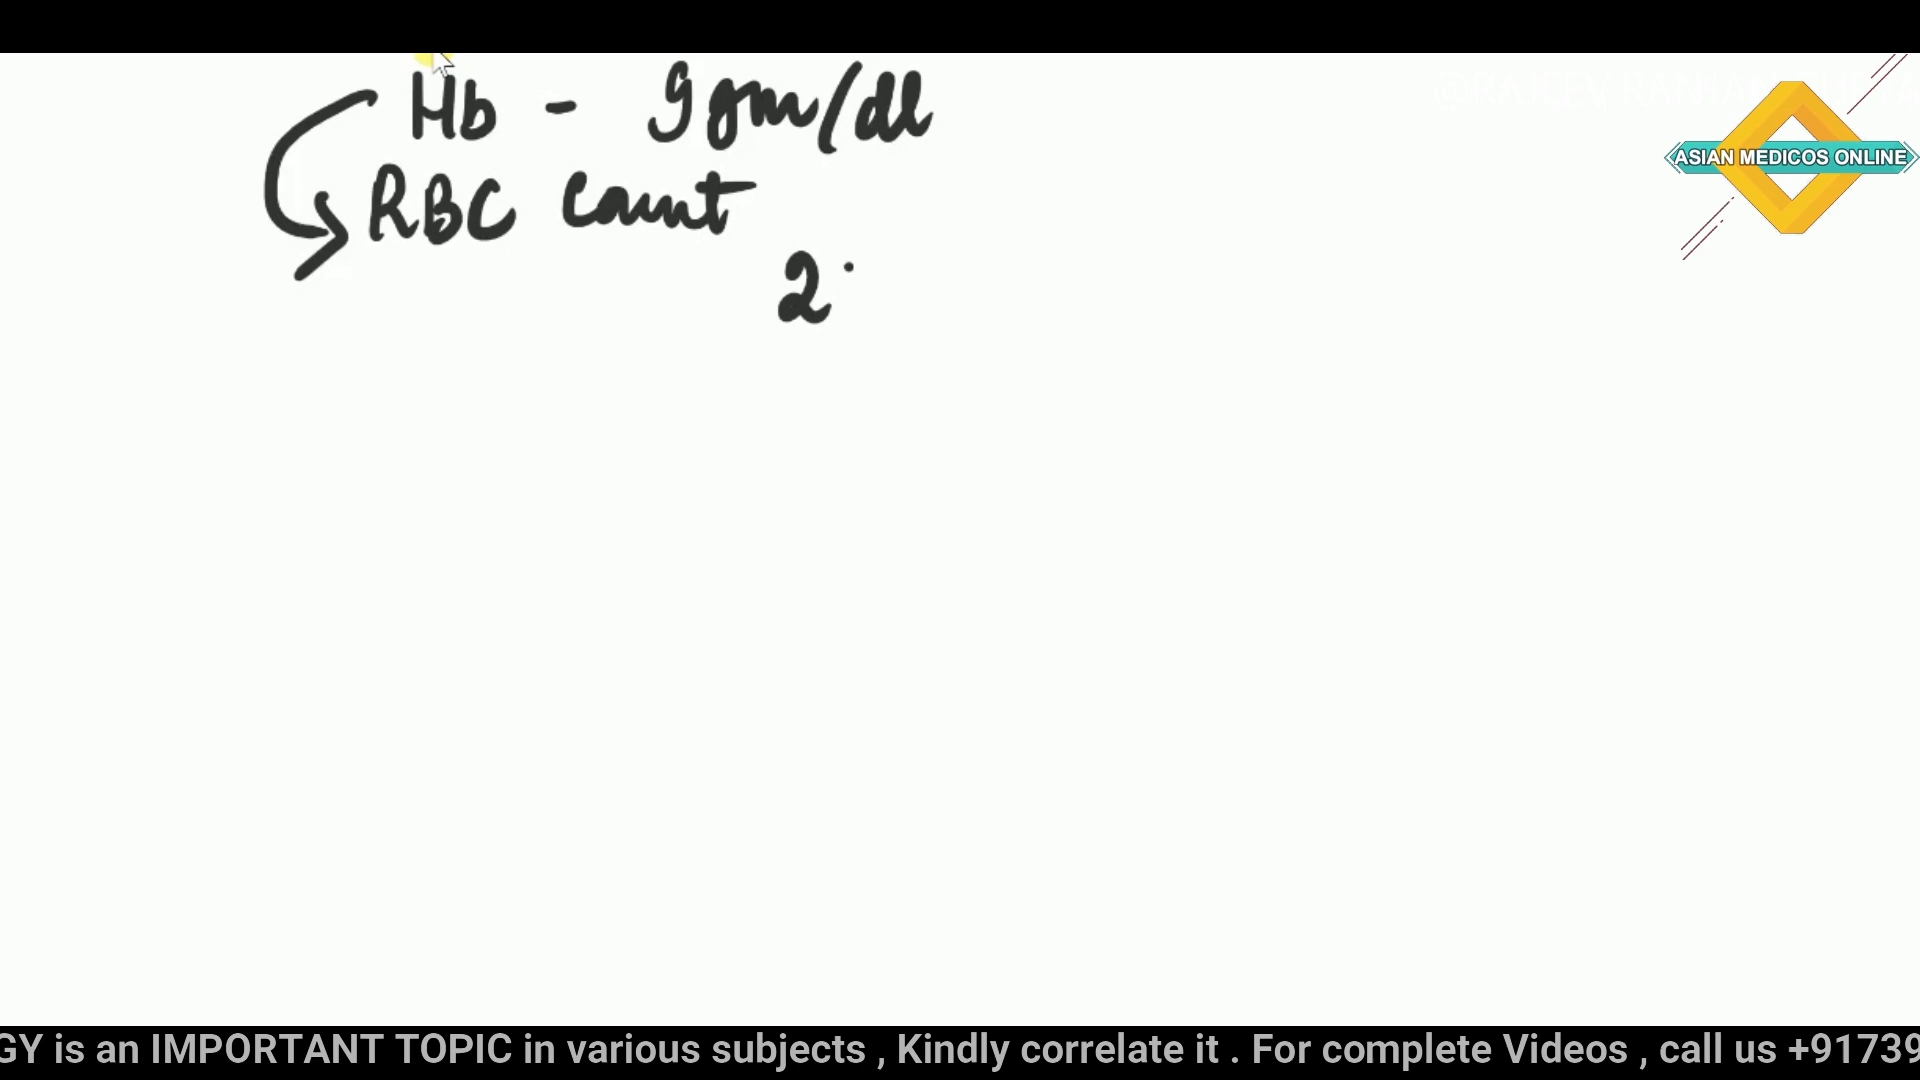 Hb - 9gm/dl
RBC Count
2.
ASIAN MEDICOS ONLINE
GY is an IMPORTANT TOPIC in various subjects , Kindly correlate it . For complete Videos , call us +91739